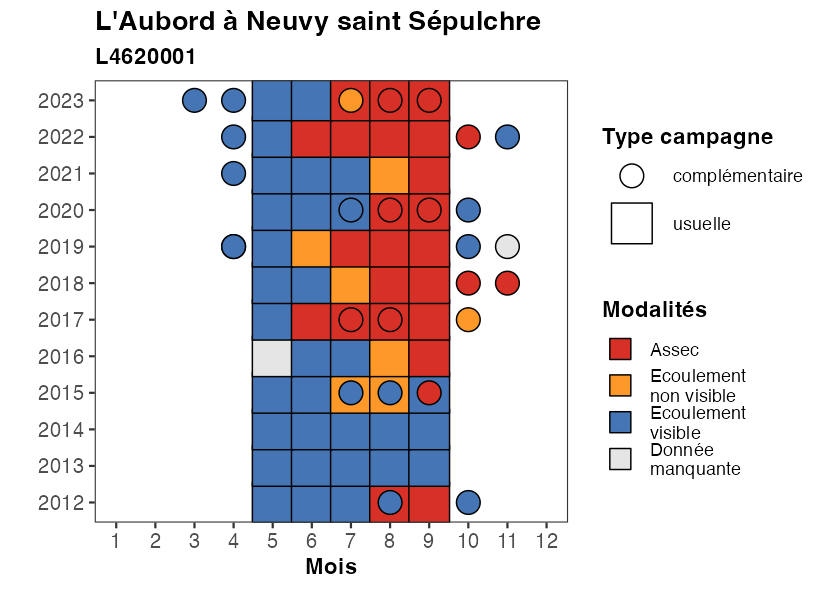 L'Aubord à Neuvy saint Sépulchre
L4620001
2023
2022
2021
2020
2019
2018
2017
2016
2015
2014
2013
2012
1 2 3 4 5 6 7 8 9 10 11 12
Mois
Type campagne
complémentaire
usuelle
Modalités
Assec
Ecoulement
non visible
Ecoulement
visible
Donnée
manquante